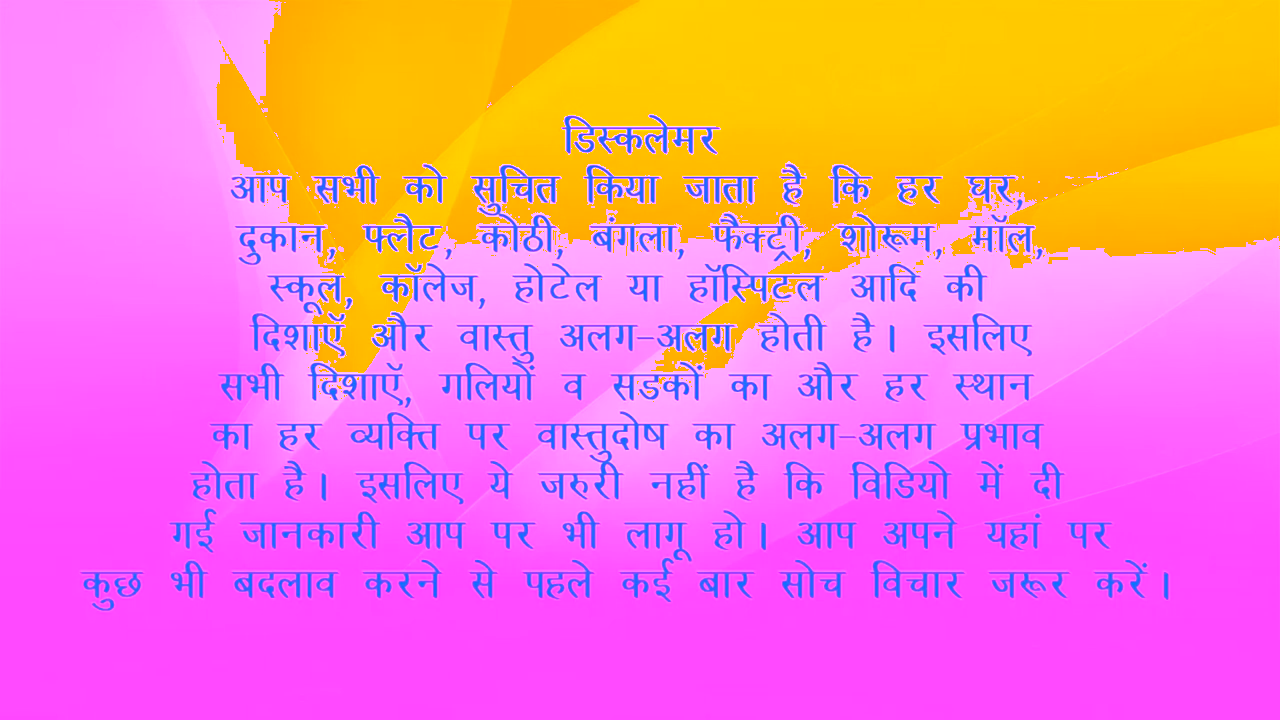 डिस्कलेमर
आप सभी को सुचित किया जाता है कि हर घर,
दुकान, फ्लैट, कोठी, बंगला, फैक्ट्री, शोरूम, मॉल,
स्कूल, कॉलेज, होटेल या हॉस्पिटल आदि की
दिशाऍ और वास्तु अलग-अलग होती है। इसलिए
सभी दिशाऍ, गलियों व सडकों का और हर स्थान
का हर व्यक्ति पर वास्तुदोष का अलग-अलग प्रभाव
होता है। इसलिए ये जरुरी नहीं है कि विडियो में दी
गई जानकारी आप पर भी लागू हो। आप अपने यहां पर
कुछ भी बदलाव करने से पहले कई बार सोच विचार जरूर करें।